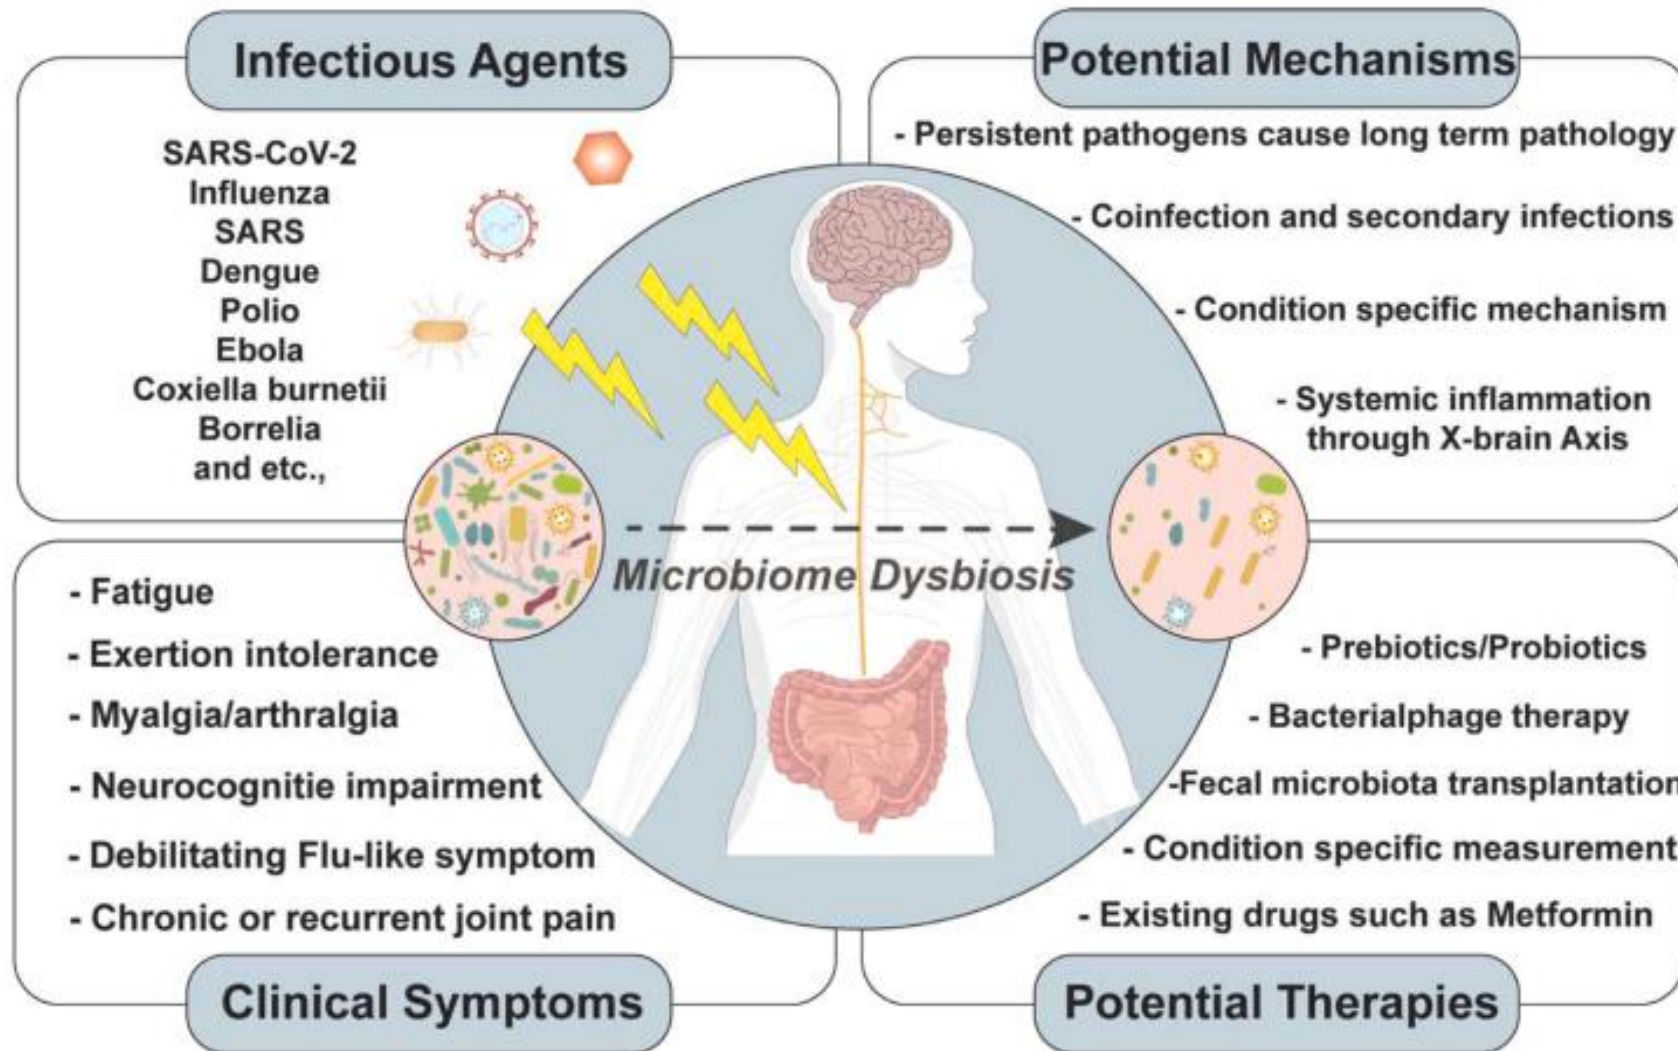 Infectious Agents
SARS-CoV-2
Influenza
SARS
Dengue
Polio
Ebola
Coxiella burnetii
Borrelia
and etc.,
Potential Mechanisms
- Persistent pathogens cause long term pathology
- Coinfection and secondary infections
- Condition specific mechanism
- Systemic inflammation
through X-brain Axis
Microbiome Dysbiosis
- Fatigue
- Exertion intolerance
- Myalgia/arthralgia
- Neurocognitie impairment
- Debilitating Flu-like symptom
- Chronic or recurrent joint pain
Clinical Symptoms
- Prebiotics/Probiotics
- Bacterialphage therapy
-Fecal microbiota transplantation
- Condition specific measurement
- Existing drugs such as Metformin
Potential Therapies